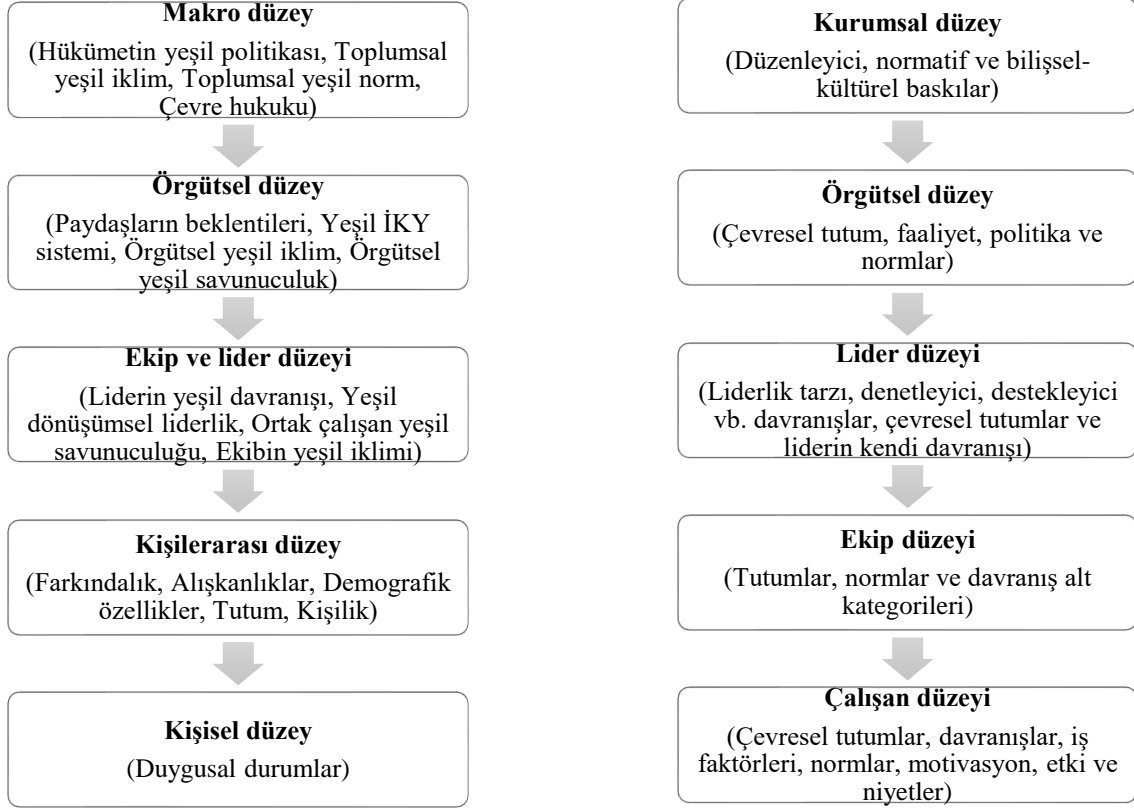 Makro düzey
(Hükümetin yeşil politikası, Toplumsal
yeşil iklim, Toplumsal yeşil norm,
Çevre hukuku)
Örgütsel düzey
(Paydaşların beklentileri, Yeşil İKY
sistemi, Örgütsel yeşil iklim, Örgütsel
yeşil savunuculuk)
Ekip ve lider düzeyi
(Liderin yeşil davranışı, Yeşil
dönüşümsel liderlik, Ortak çalışan yeşil
savunuculuğu, Ekibin yeşil iklimi)
Kişilerarası düzey
(Farkındalık, Alışkanlıklar, Demografik
özellikler, Tutum, Kişilik)
Kişisel düzey
(Duygusal durumlar)
Kurumsal düzey
(Düzenleyici, normatif ve bilişsel-
kültürel baskılar)
Örgütsel düzey
(Çevresel tutum, faaliyet, politika ve
normlar)
Lider düzeyi
(Liderlik tarzı, denetleyici, destekleyici
vb. davranışlar, çevresel tutumlar ve
liderin kendi davranışı)
Ekip düzeyi
(Tutumlar, normlar ve davranış alt
kategorileri)
Çalışan düzeyi
(Çevresel tutumlar, davranışlar, iş
faktörleri, normlar, motivasyon, etki ve
niyetler)